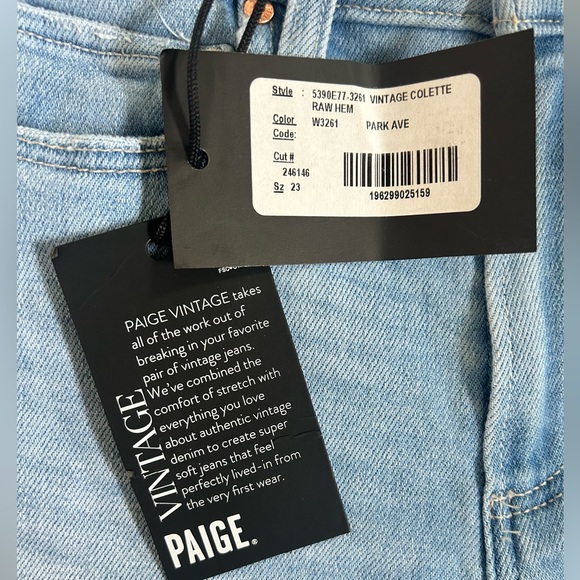 Style : 5390E77-3261 VINTAGE COLETTE
RAW HEM
Color : W3261 PARK AVE
Code:
Cut #
246146
Sz 23
196299025159
PAIGE VINTAGE takes
all of the work out of
breaking in your favorite
pair of vintage jeans.
We've combined the
comfort of stretch with
everything you love
about authentic vintage
denim to create super
soft jeans that feel
perfectly lived-in from
the very first wear.
VINTAGE
PAIGE®